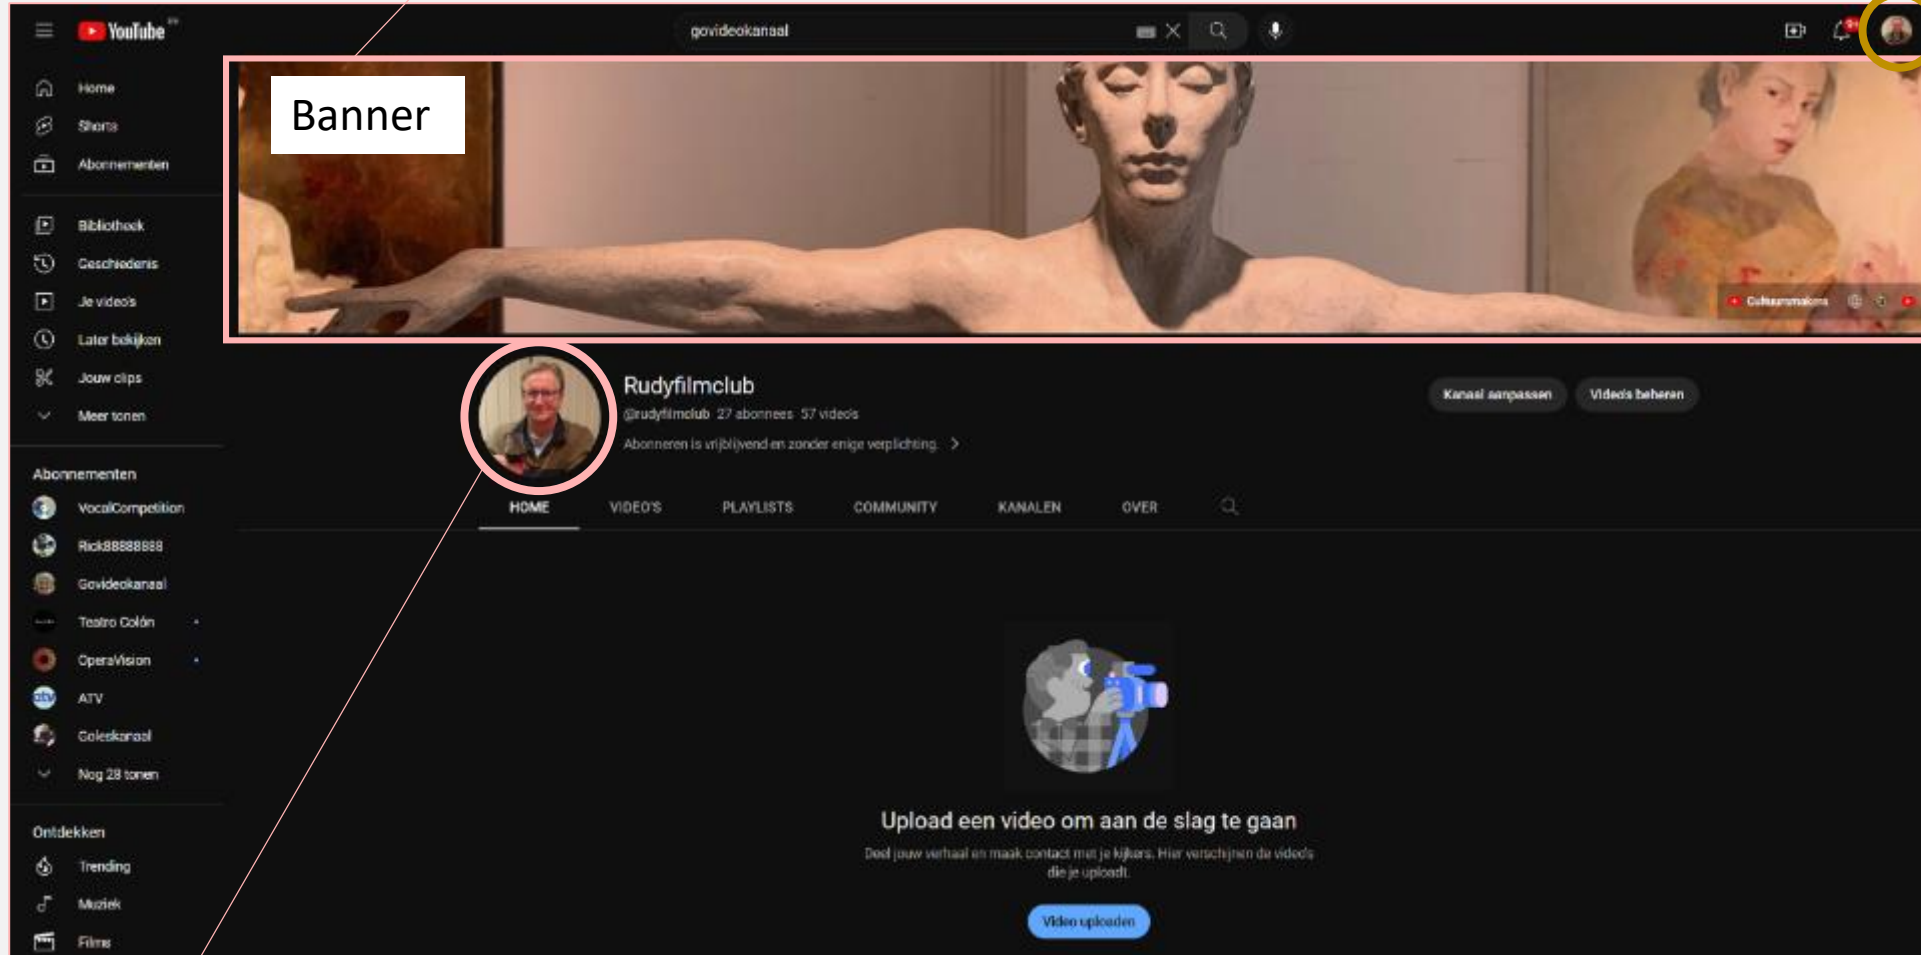 YouTube
govideokanaal
9+
Home
Shorts
Abonnementen
Bibliotheek
Geschiedenis
Je video's
Later bekijken
Jouw clips
Meer tonen
Abonnementen
VocalCompetition
Rick88888888
Govideokanaal
Teatro Colón
OperaVision
ATV
Goleskanaal
Nog 28 tonen
Ontdekken
Trending
Muziek
Films
Banner
Rudyfilmclub
@rudyfilmclub 27 abonnees 57 video's
Abonneren is vrijblijvend en zonder enige verplichting.
Kanaal aanpassen
Video's beheren
HOME
VIDEO'S
PLAYLISTS
COMMUNITY
KANALEN
OVER
Upload een video om aan de slag te gaan
Deel jouw verhaal en maak contact met je kijkers. Hier verschijnen de video's
die je uploadt.
Video uploaden